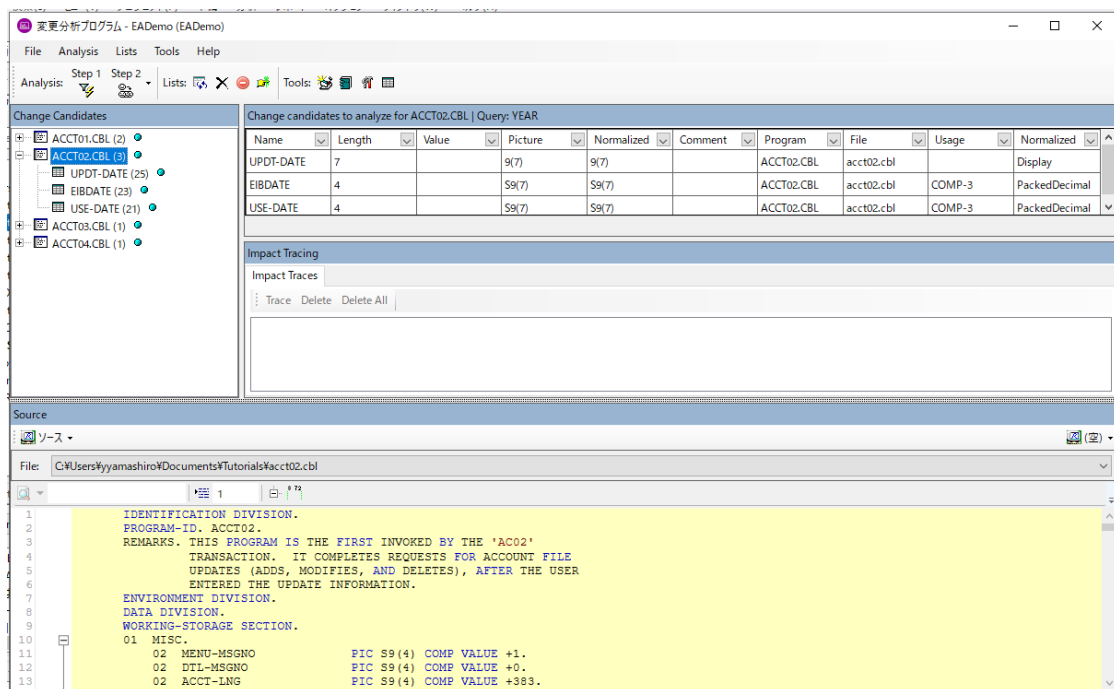 変更分析プログラム - EADemo (EADemo)
File Analysis Lists Tools Help
Analysis: Step 1 Step 2 Lists: Tools:
Change Candidates
ACCT01.CBL (2)
ACCT02.CBL (3)
UPDT-DATE (25)
EIBDATE (23)
USE-DATE (21)
ACCT03.CBL (1)
ACCT04.CBL (1)
Change candidates to analyze for ACCT02.CBL | Query: YEAR
Name Length Value Picture Normalized Comment Program File Usage Normalized
UPDT-DATE 7 9(7) 9(7) ACCT02.CBL acct02.cbl Display
EIBDATE 4 S9(7) S9(7) ACCT02.CBL acct02.cbl COMP-3 PackedDecimal
USE-DATE 4 S9(7) S9(7) ACCT02.CBL acct02.cbl COMP-3 PackedDecimal
Impact Tracing
Impact Traces
Trace Delete Delete All
Source
ソース (空)
File: C:¥Users¥yyamashiro¥Documents¥Tutorials¥acct02.cbl
1 72
1 IDENTIFICATION DIVISION.
2 PROGRAM-ID. ACCT02.
3 REMARKS. THIS PROGRAM IS THE FIRST INVOKED BY THE 'AC02'
4 TRANSACTION. IT COMPLETES REQUESTS FOR ACCOUNT FILE
5 UPDATES (ADDS, MODIFIES, AND DELETES), AFTER THE USER
6 ENTERED THE UPDATE INFORMATION.
7 ENVIRONMENT DIVISION.
8 DATA DIVISION.
9 WORKING-STORAGE SECTION.
10 01 MISC.
11 02 MENU-MSGNO PIC S9(4) COMP VALUE +1.
12 02 DTL-MSGNO PIC S9(4) COMP VALUE +0.
13 02 ACCT-LNG PIC S9(4) COMP VALUE +383.